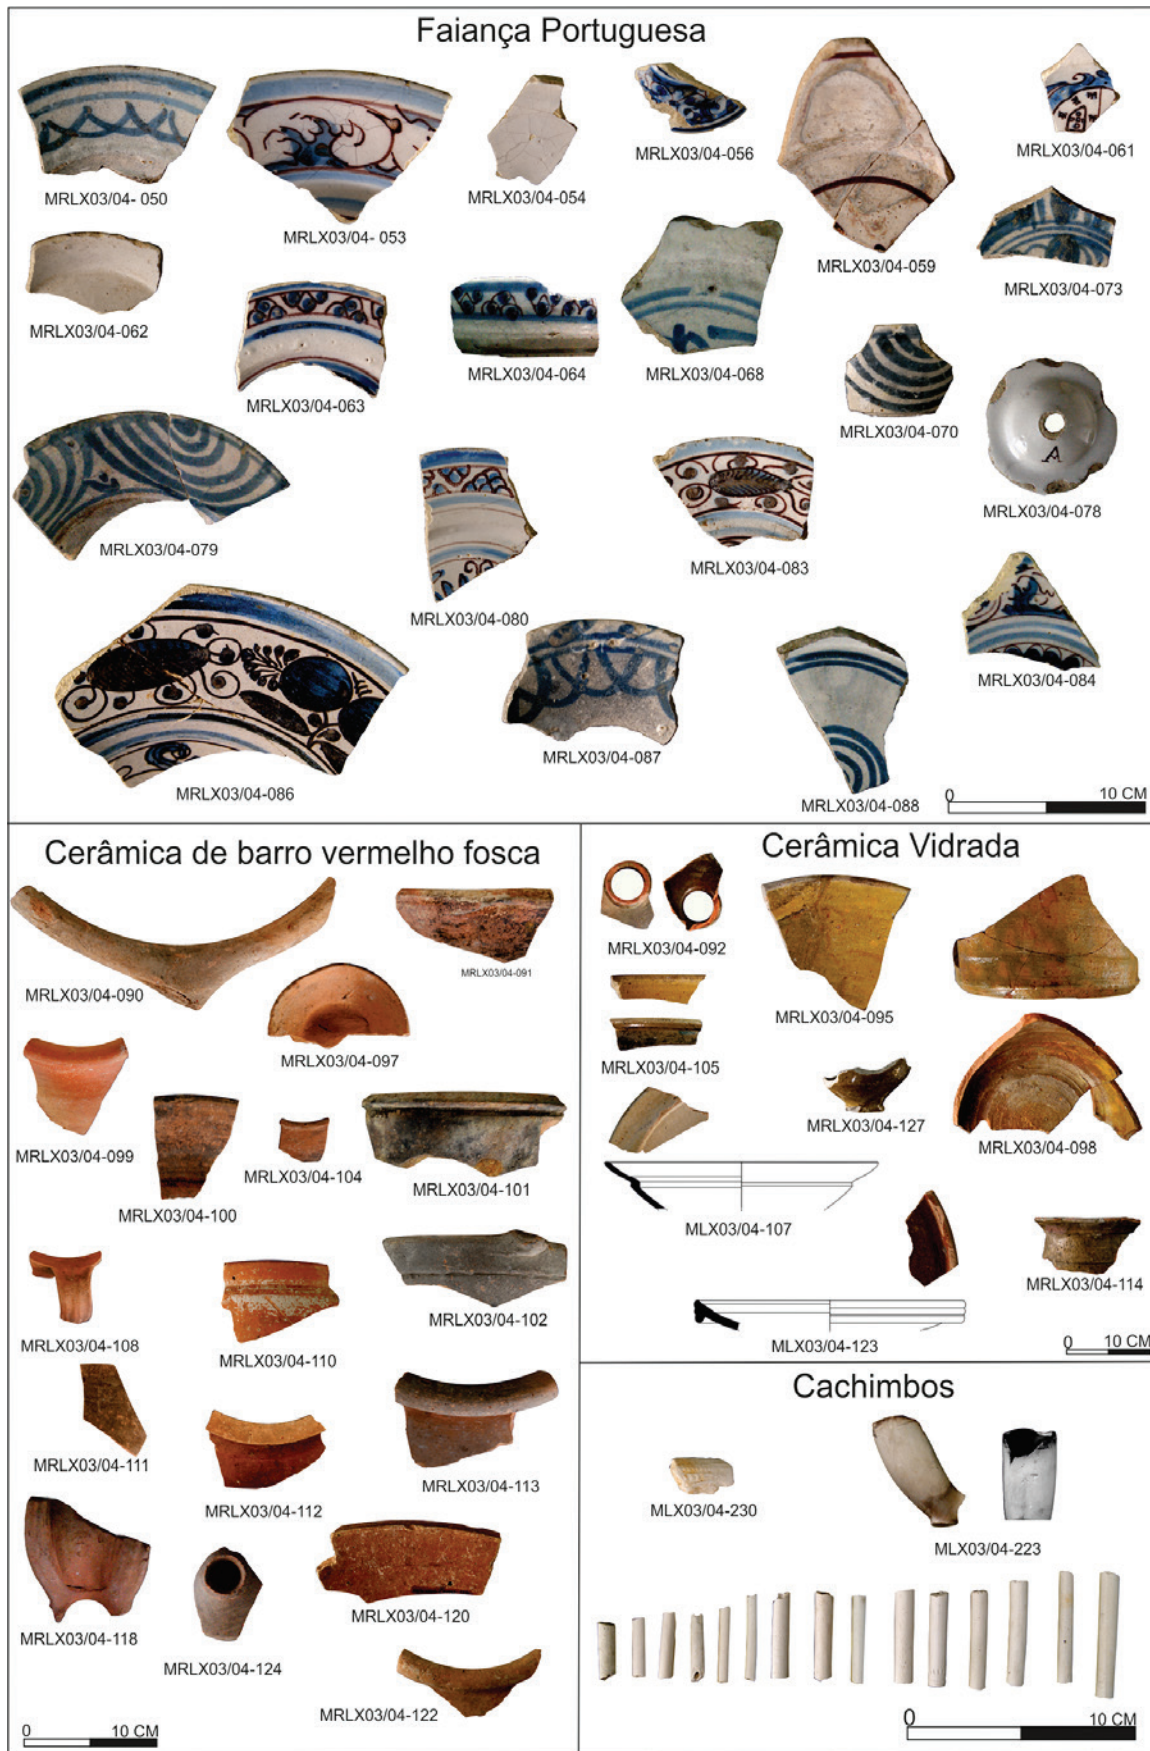 Faiança Portuguesa
MRLX03/04- 050
MRLX03/04- 053
MRLX03/04-054
MRLX03/04-056
MRLX03/04-059
MRLX03/04-061
MRLX03/04-062
MRLX03/04-063
MRLX03/04-064
MRLX03/04-068
MRLX03/04-073
MRLX03/04-070
A
MRLX03/04-078
MRLX03/04-079
MRLX03/04-080
MRLX03/04-083
MRLX03/04-084
MRLX03/04-086
MRLX03/04-087
MRLX03/04-088
0 10 CM
Cerâmica de barro vermelho fosca
MRLX03/04-090
MRLX03/04-091
MRLX03/04-097
MRLX03/04-099
MRLX03/04-100
MRLX03/04-104
MRLX03/04-101
MRLX03/04-102
MRLX03/04-108
MRLX03/04-110
MRLX03/04-111
MRLX03/04-112
MRLX03/04-113
MRLX03/04-118
MRLX03/04-124
MRLX03/04-120
MRLX03/04-122
0 10 CM
Cerâmica Vidrada
MRLX03/04-092
MRLX03/04-095
MRLX03/04-105
MRLX03/04-127
MRLX03/04-098
MLX03/04-107
MRLX03/04-114
MLX03/04-123
0 10 CM
Cachimbos
MLX03/04-230
MLX03/04-223
0 10 CM